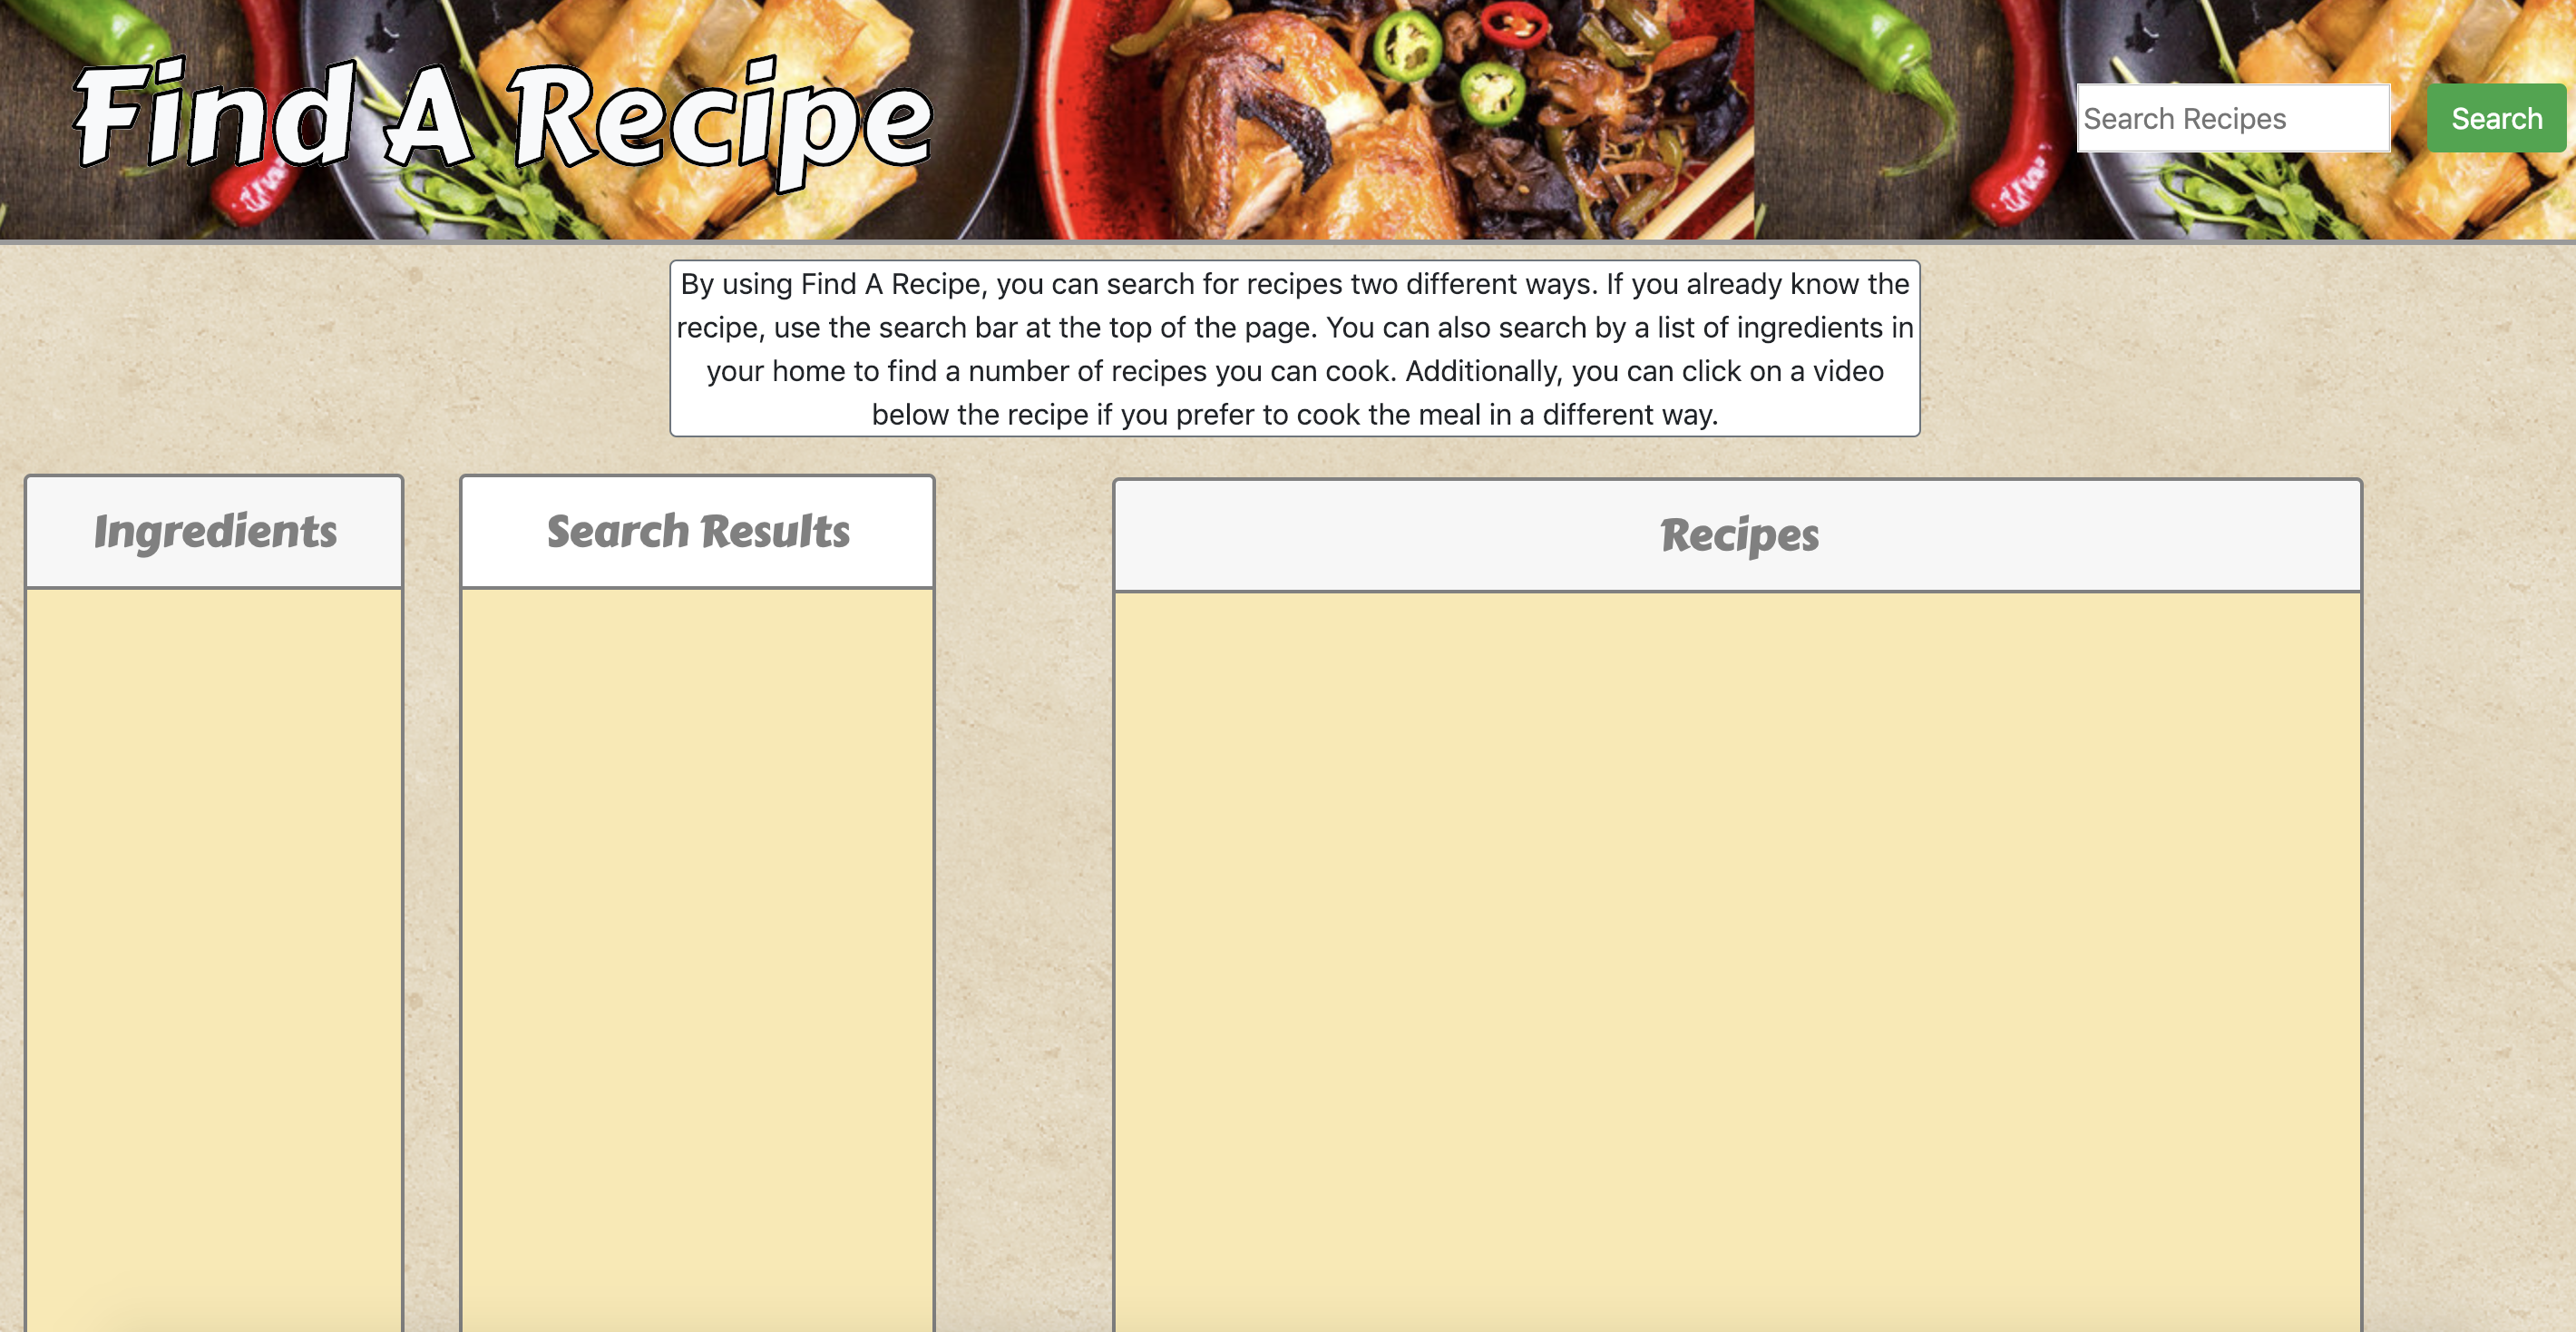 Find A Recipe
Search Recipes
Search
By using Find A Recipe, you can search for recipes two different ways. If you already know the
recipe, use the search bar at the top of the page. You can also search by a list of ingredients in
your home to find a number of recipes you can cook. Additionally, you can click on a video
below the recipe if you prefer to cook the meal in a different way.
Ingredients
Search Results
Recipes